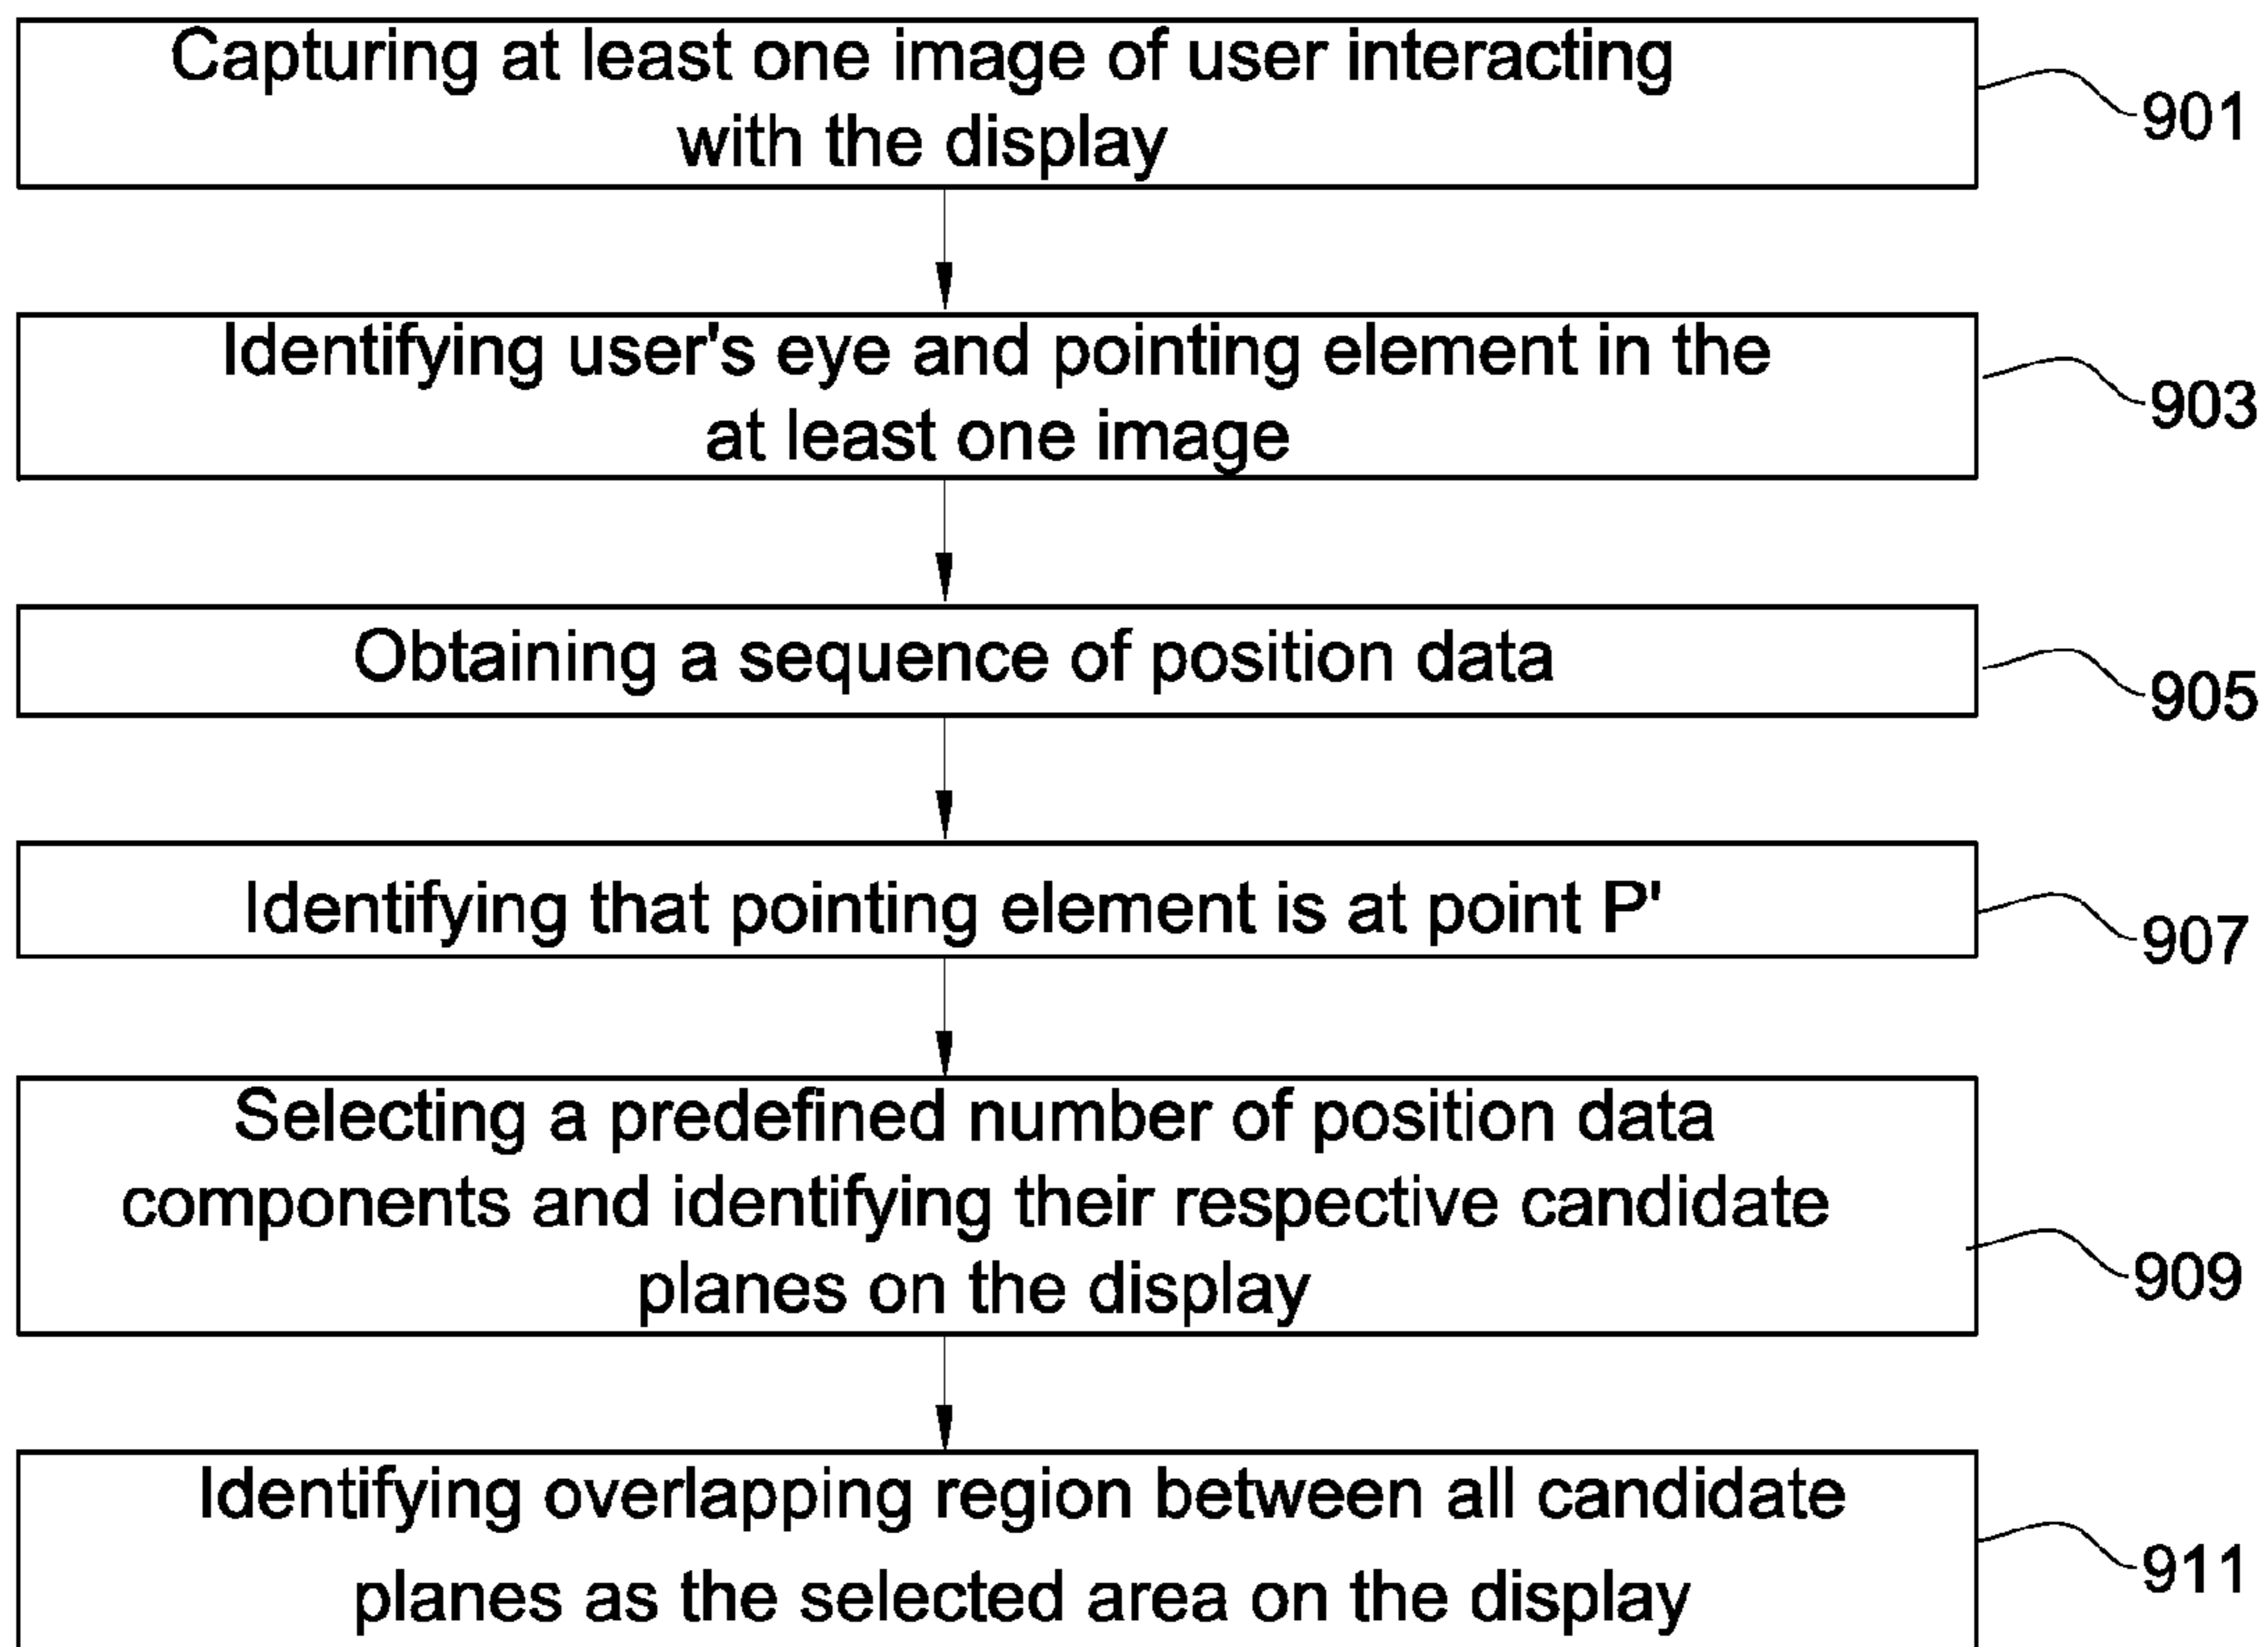 Capturing at least one image of user interacting
with the display
901
Identifying user's eye and pointing element in the
at least one image
903
Obtaining a sequence of position data
905
Identifying that pointing element is at point P'
907
Selecting a predefined number of position data
components and identifying their respective candidate
planes on the display
909
Identifying overlapping region between all candidate
planes as the selected area on the display
911